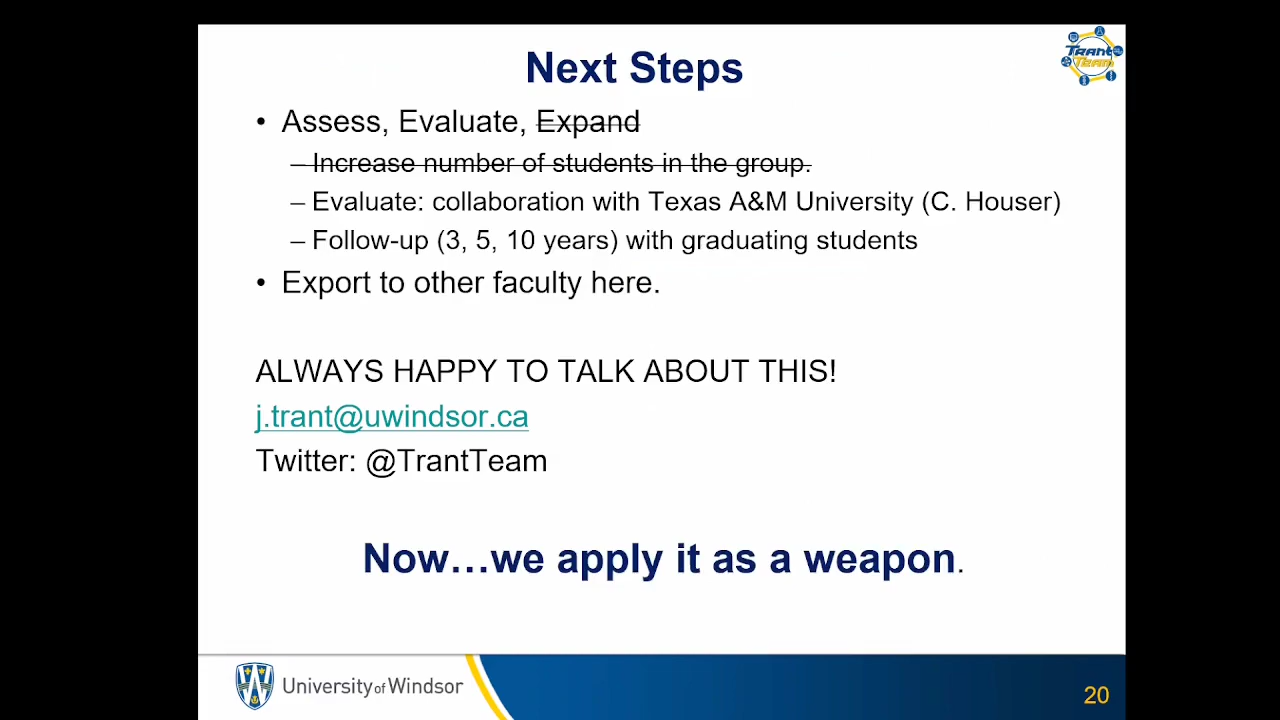 Next Steps
Trant
Team
• Assess, Evaluate, Expand
– Increase number of students in the group.
– Evaluate: collaboration with Texas A&M University (C. Houser)
– Follow-up (3, 5, 10 years) with graduating students
• Export to other faculty here.
ALWAYS HAPPY TO TALK ABOUT THIS!
j.trant@uwindsor.ca
Twitter: @TrantTeam
Now…we apply it as a weapon.
University of Windsor
20